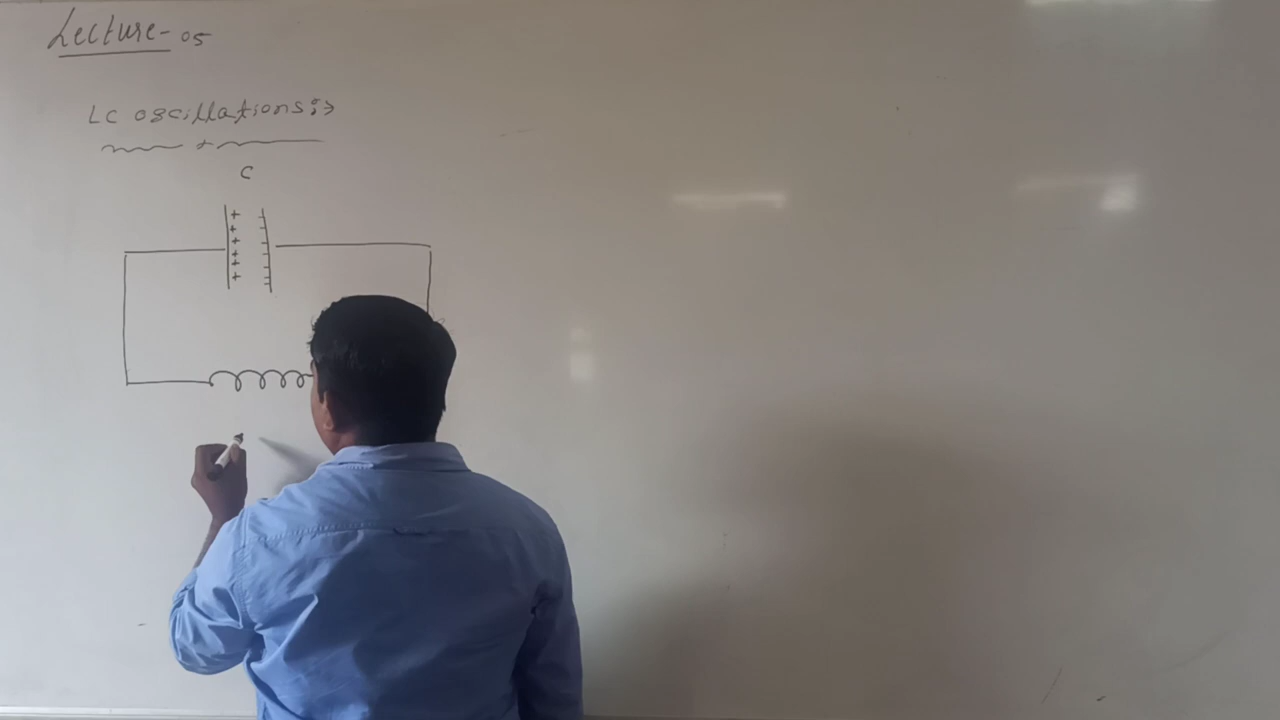 Lecture-05
LC oscillations:→
C
+
+
+
+
+
+